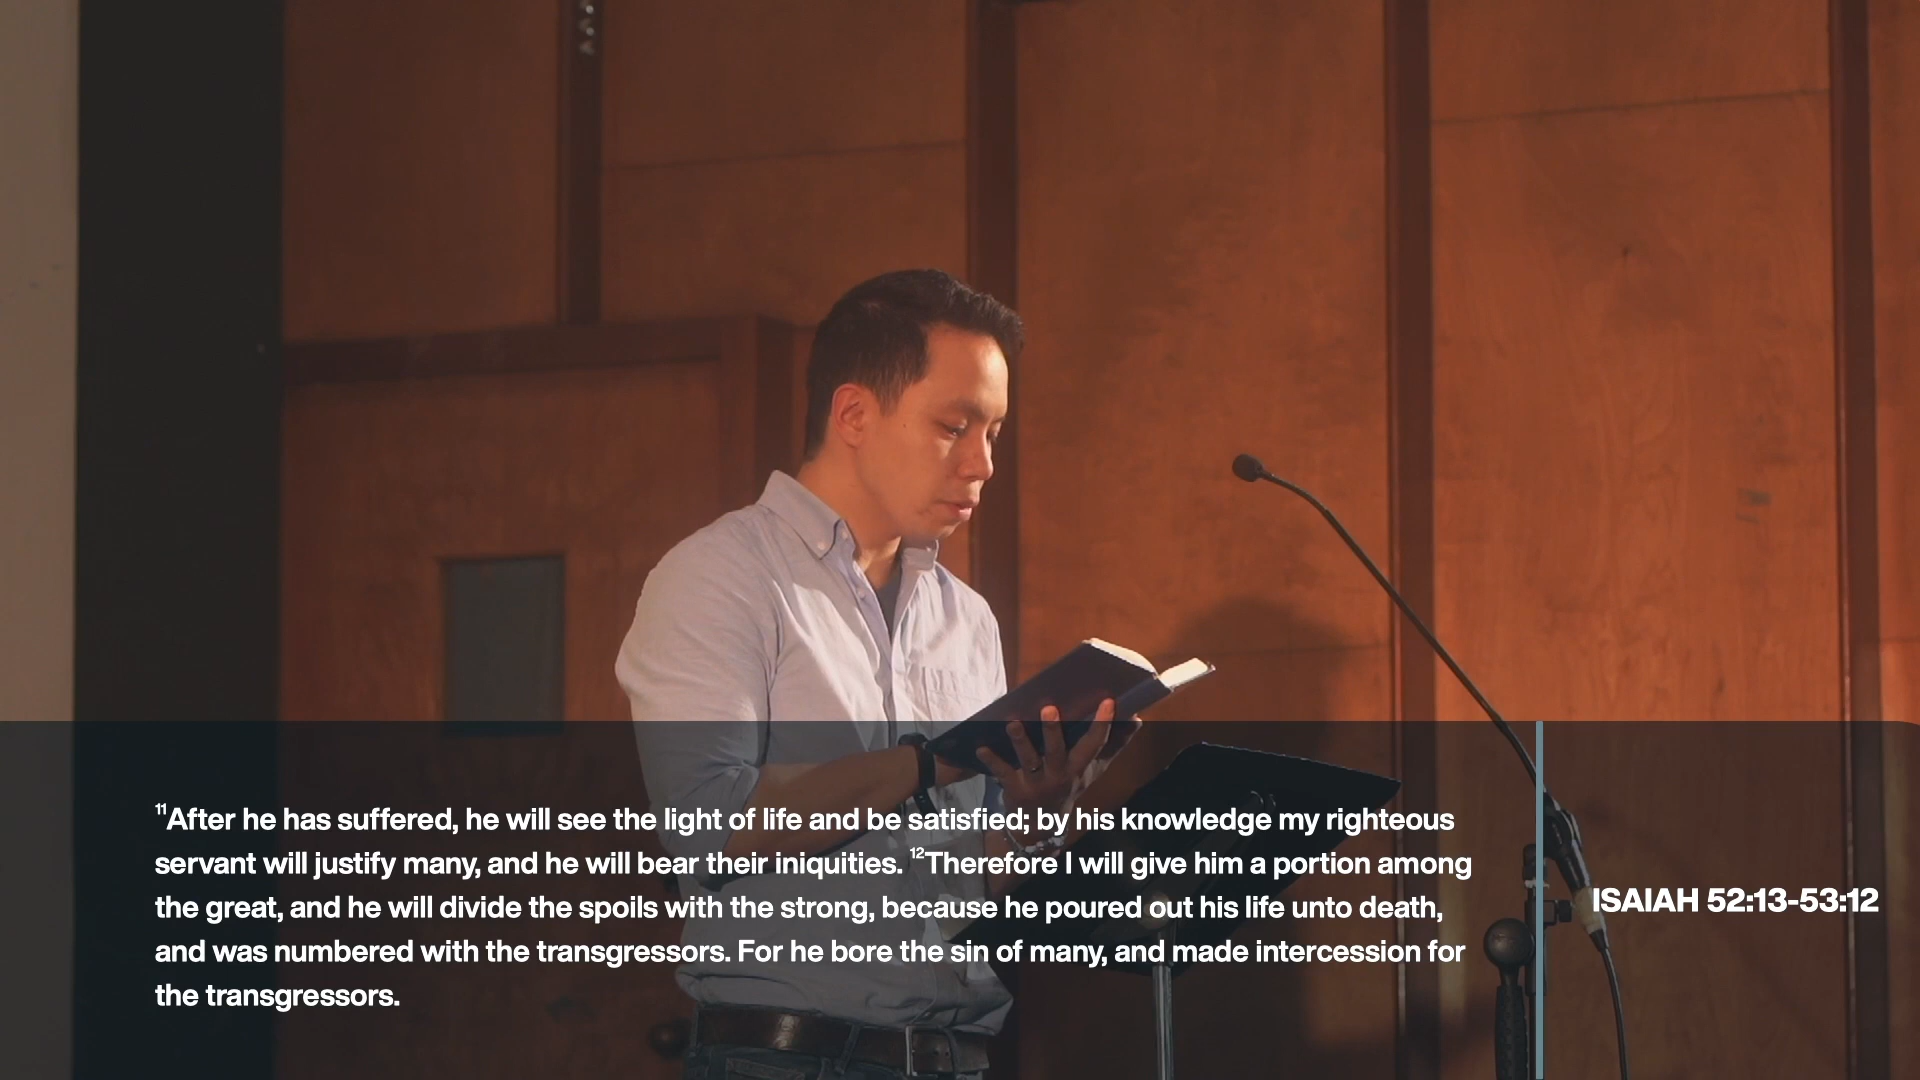 ¹¹After he has suffered, he will see the light of life and be satisfied; by his knowledge my righteous
servant will justify many, and he will bear their iniquities. ¹²Therefore I will give him a portion among
the great, and he will divide the spoils with the strong, because he poured out his life unto death,
and was numbered with the transgressors. For he bore the sin of many, and made intercession for
the transgressors.
ISAIAH 52:13-53:12